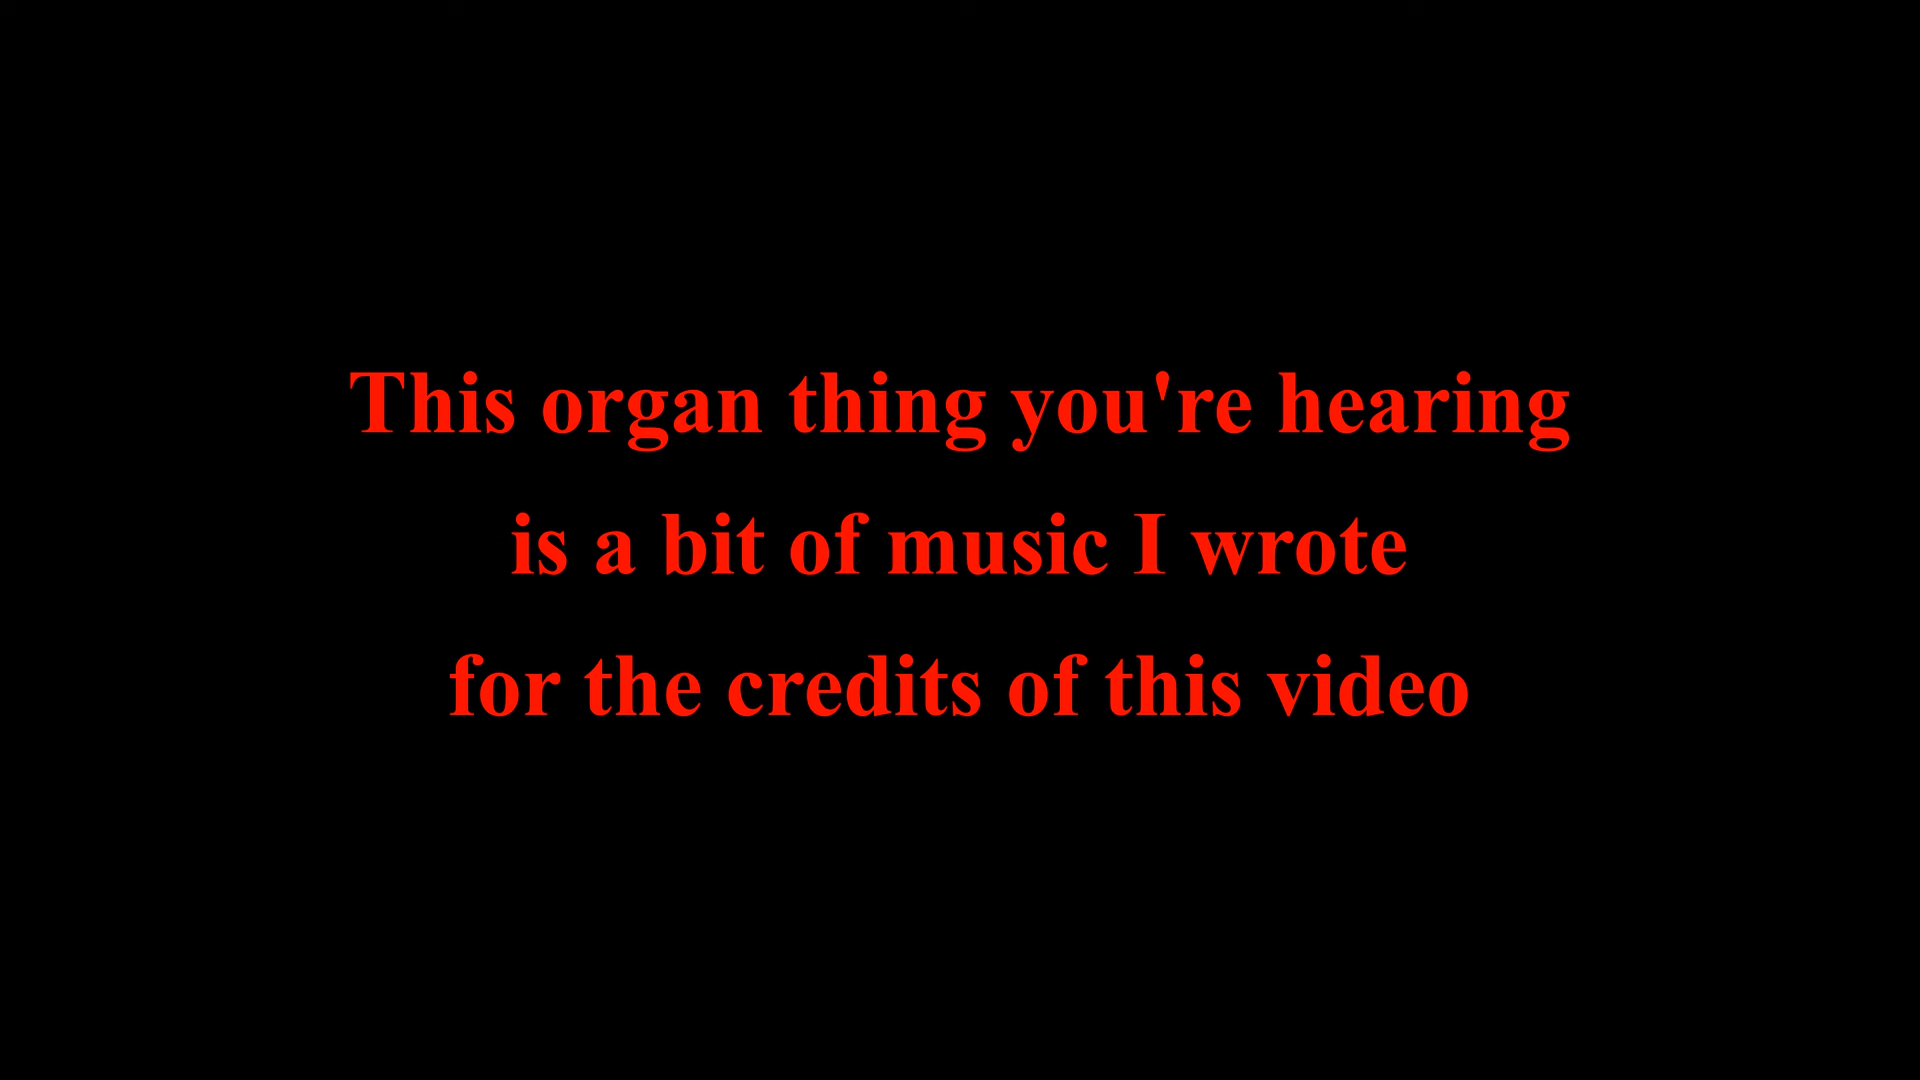 This organ thing you're hearing
is a bit of music I wrote
for the credits of this video